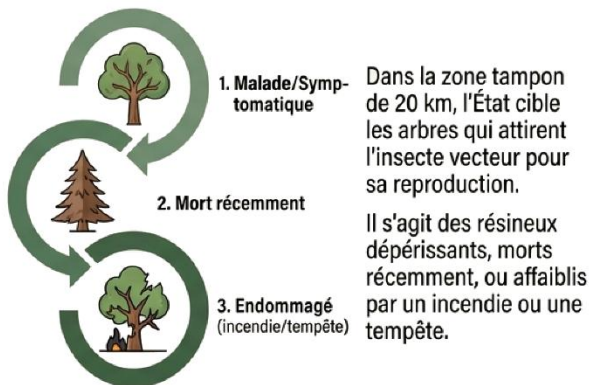 1. Malade/Symp-
tomatique
2. Mort récemment
3. Endommagé
(incendie/tempête)
Dans la zone tampon
de 20 km, l'État cible
les arbres qui attirent
l'insecte vecteur pour
sa reproduction.
Il s'agit des résineux
dépérissants, morts
récemment, ou affaiblis
par un incendie ou une
tempête.